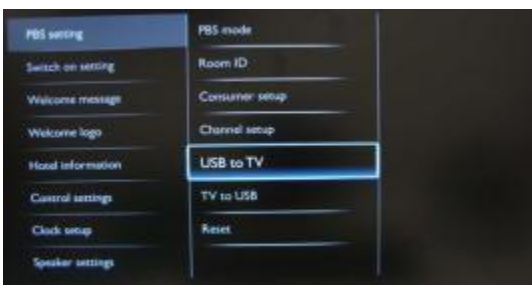 PBS setting
Switch on setting
Welcome message
Welcome logo
Hotel information
Control settings
Clock setup
Speaker settings
PBS mode
Room ID
Consumer setup
Channel setup
USB to TV
TV to USB
Reset